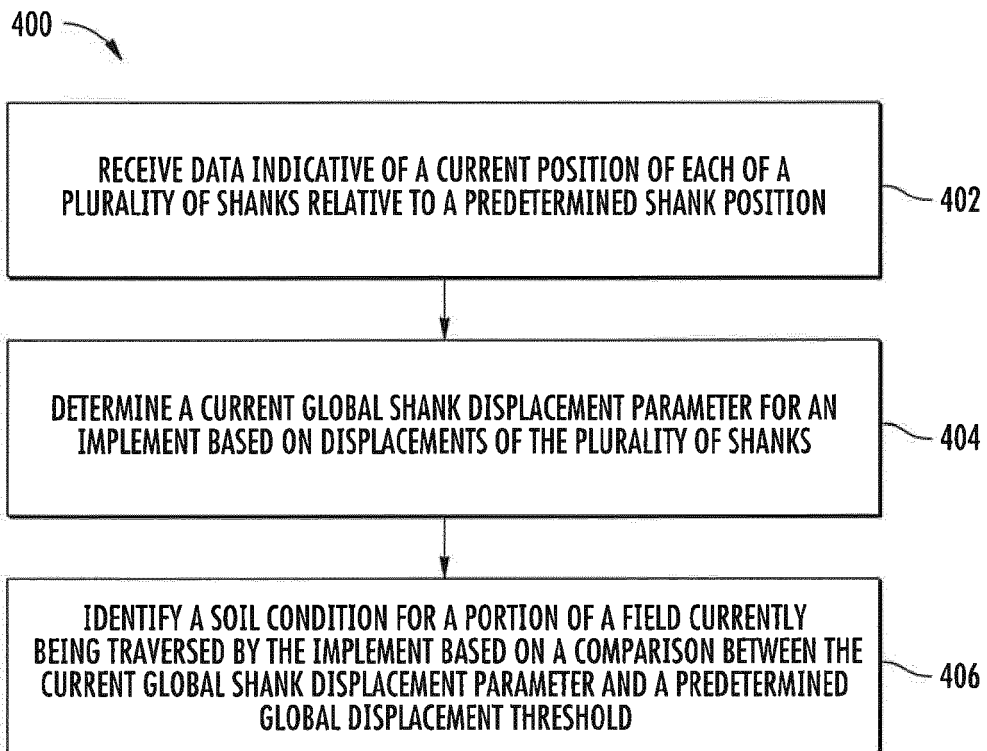 400
RECEIVE DATA INDICATIVE OF A CURRENT POSITION OF EACH OF A
PLURALITY OF SHANKS RELATIVE TO A PREDETERMINED SHANK POSITION
402
DETERMINE A CURRENT GLOBAL SHANK DISPLACEMENT PARAMETER FOR AN
IMPLEMENT BASED ON DISPLACEMENTS OF THE PLURALITY OF SHANKS
404
IDENTIFY A SOIL CONDITION FOR A PORTION OF A FIELD CURRENTLY
BEING TRAVERSED BY THE IMPLEMENT BASED ON A COMPARISON BETWEEN THE
CURRENT GLOBAL SHANK DISPLACEMENT PARAMETER AND A PREDETERMINED
GLOBAL DISPLACEMENT THRESHOLD
406